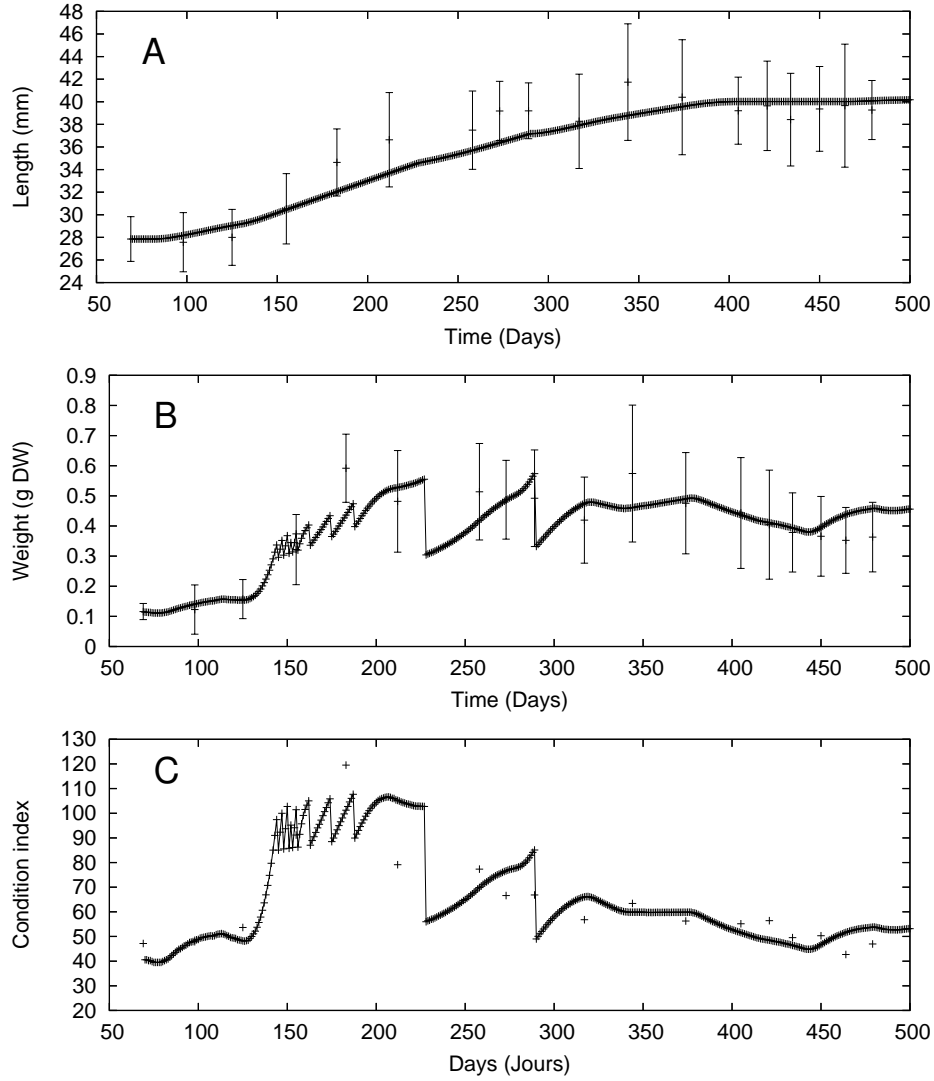 48
46
44
42
40
38
36
34
32
30
28
26
24
A
Length (mm)
50 100 150 200 250 300 350 400 450 500
Time (Days)
0.9
0.8
0.7
0.6
0.5
0.4
0.3
0.2
0.1
0
B
Weight (g DW)
50 100 150 200 250 300 350 400 450 500
Time (Days)
130
120
110
100
90
80
70
60
50
40
30
20
C
Condition index
50 100 150 200 250 300 350 400 450 500
Days (Jours)